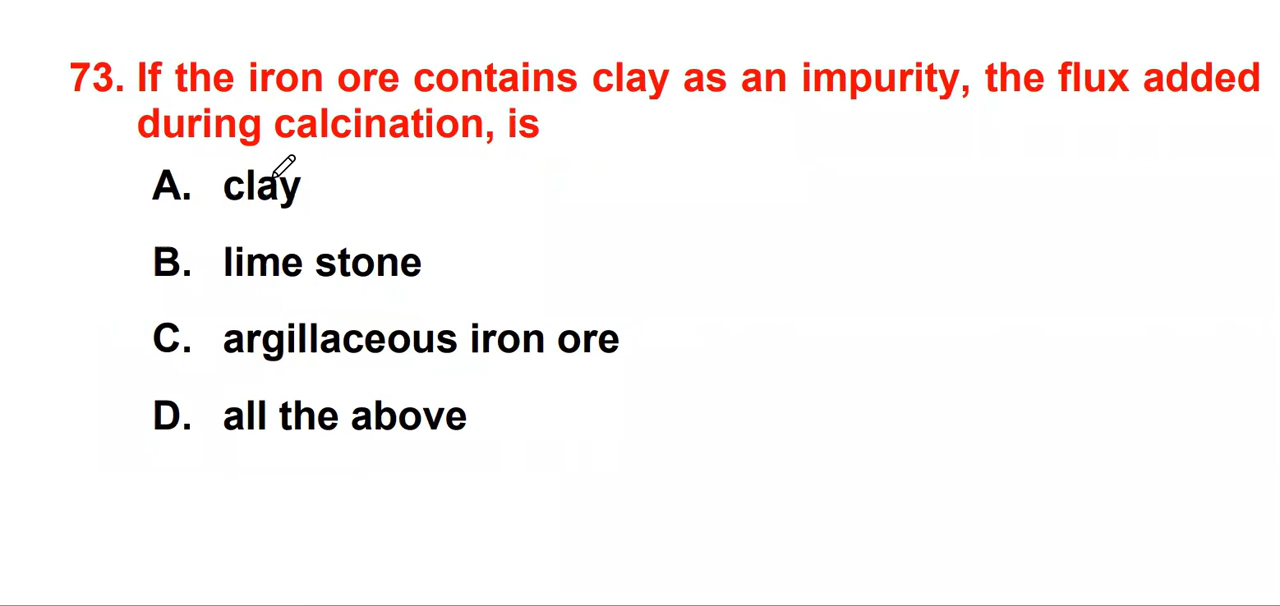 73. If the iron ore contains clay as an impurity, the flux added
during calcination, is
A. clay
B. lime stone
C. argillaceous iron ore
D. all the above